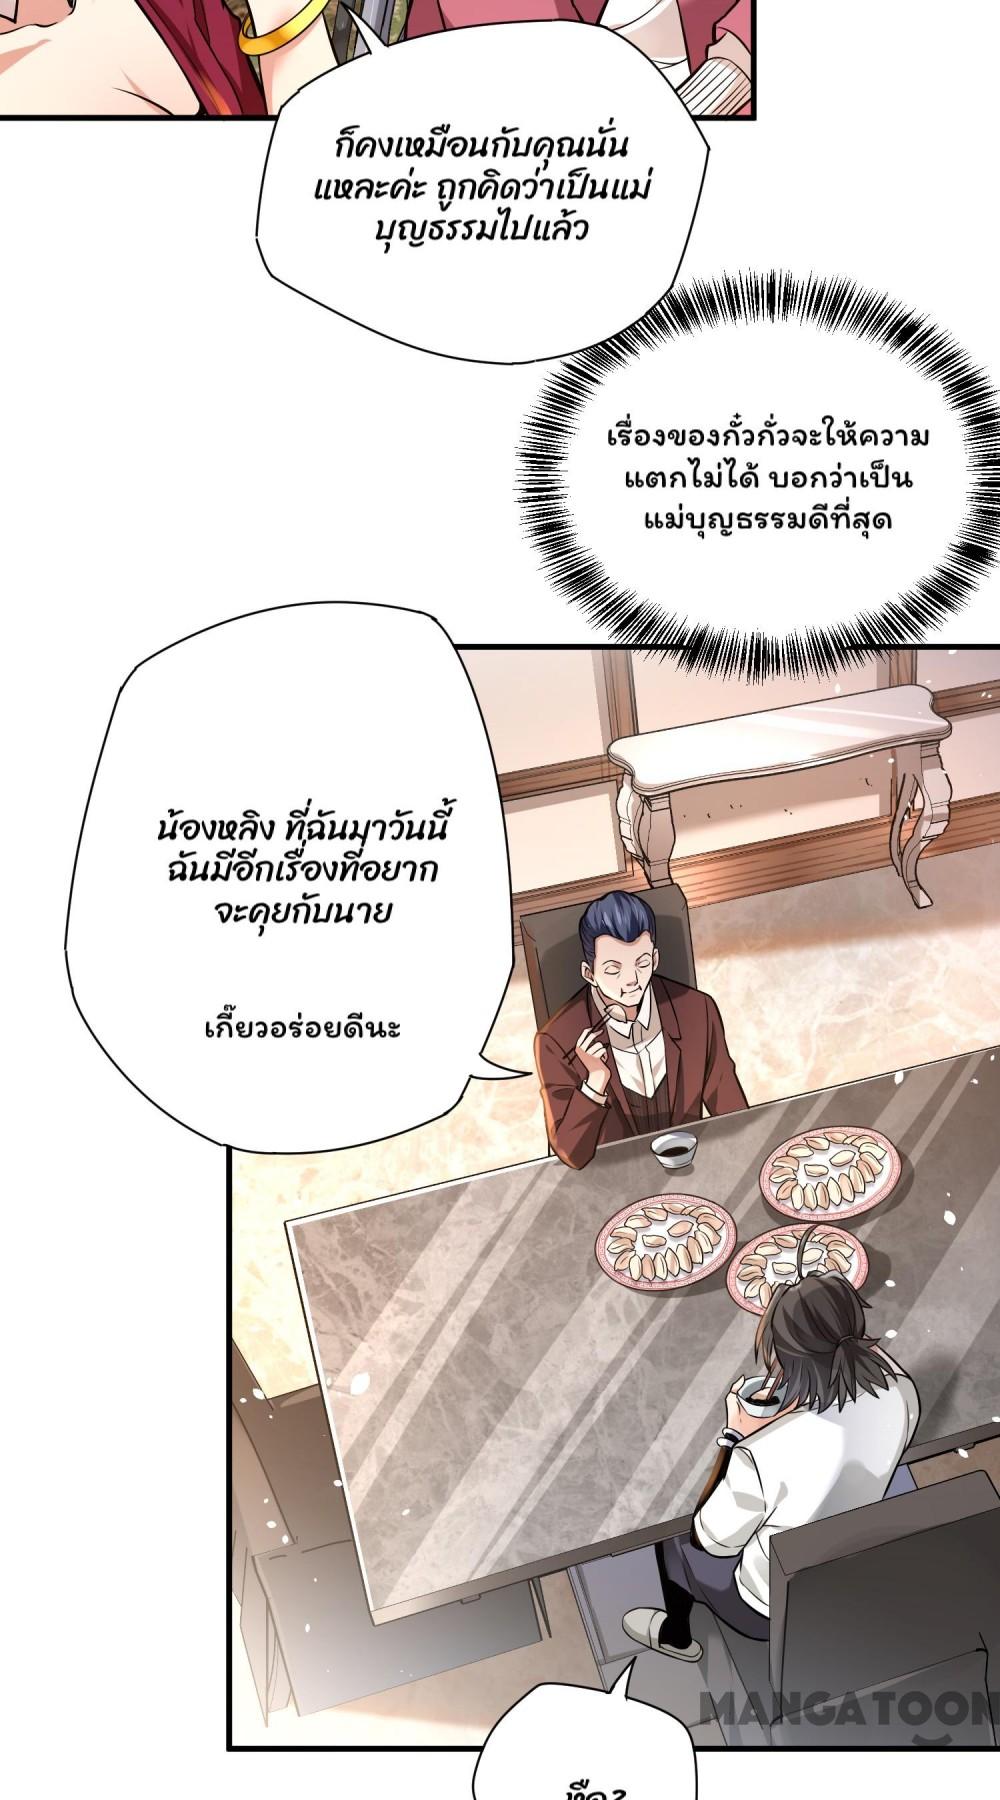 ก็คงเหมือนกับคุณนั่น
แหละค่ะ ถูกคิดว่าเป็นแม่
บุญธรรมไปแล้ว
เรื่องของกั๋วกั่วจะให้ความ
แตกไม่ได้ บอกว่าเป็น
แม่บุญธรรมดีที่สุด
น้องหลิง ที่ฉันมาวันนี้
ฉันมีอีกเรื่องที่อยาก
จะคุยกับนาย
เกี๊ยวอร่อยดีนะ
MANGATOON
หือ?